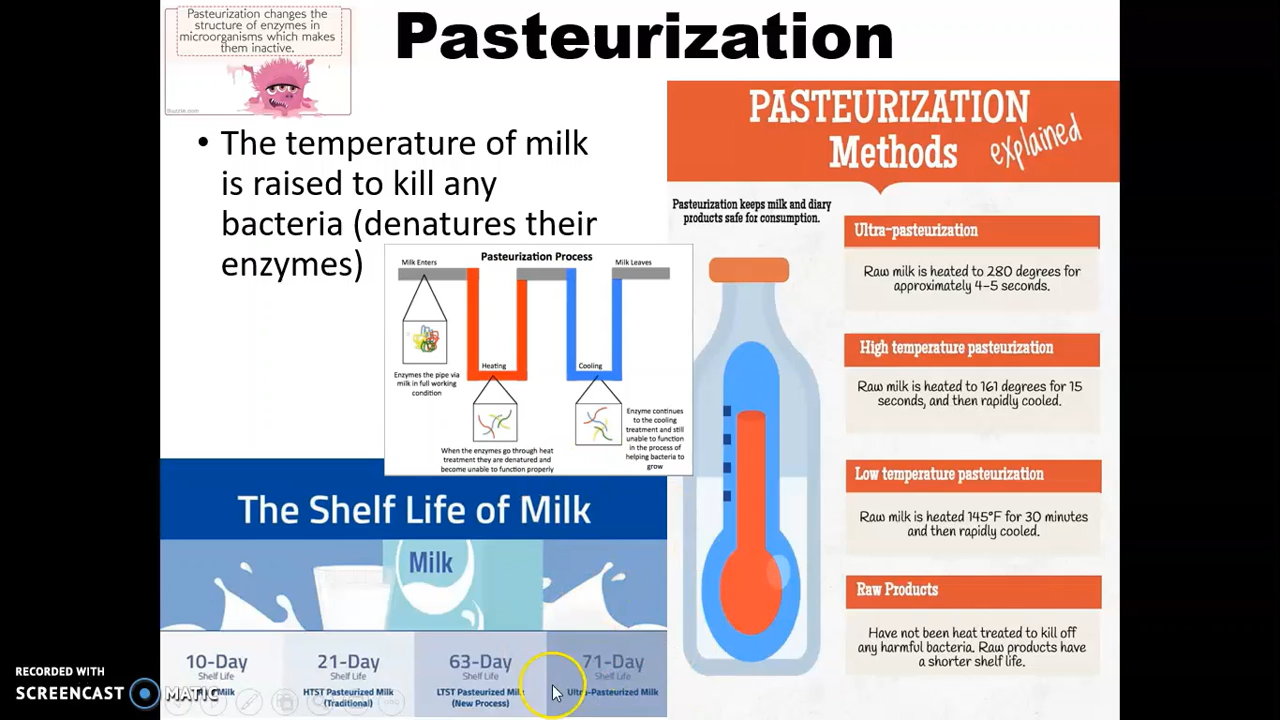 Pasteurization changes the
structure of enzymes in
microorganisms which makes
them inactive.
Buzzle.com
Pasteurization
• The temperature of milk
is raised to kill any
bacteria (denatures their
enzymes)
Pasteurization Process
Milk Enters
Milk Leaves
Heating
Cooling
Enzymes the pipe via
milk in full working
condition
When the enzymes go through heat
treatment they are denatured and
become unable to function properly
Enzyme continues
to the cooling
treatment and still
unable to function
in the process of
helping bacteria to
grow
PASTEURIZATION
Methods explained
Pasteurization keeps milk and diary
products safe for consumption.
Ultra-pasteurization
Raw milk is heated to 280 degrees for
approximately 4-5 seconds.
High temperature pasteurization
Raw milk is heated to 161 degrees for 15
seconds, and then rapidly cooled.
Low temperature pasteurization
Raw milk is heated 145°F for 30 minutes
and then rapidly cooled.
Raw Products
Have not been heat treated to kill off
any harmful bacteria. Raw products have
a shorter shelf life.
The Shelf Life of Milk
Milk
10-Day
Shelf Life
Milk
21-Day
Shelf Life
HTST Pasteurized Milk
(Traditional)
63-Day
Shelf Life
LTST Pasteurized Milk
(New Process)
71-Day
Shelf Life
Ultra-Pasteurized Milk
RECORDED WITH
SCREENCAST MATIC